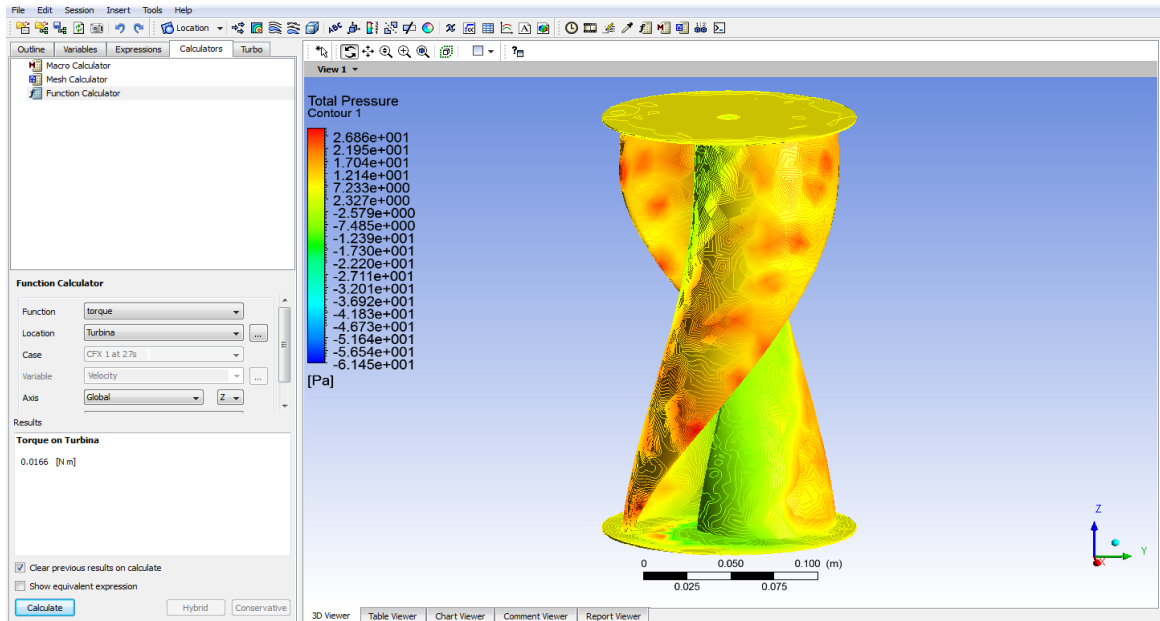 File Edit Session Insert Tools Help
Location
Outline Variables Expressions Calculators Turbo
Macro Calculator
Mesh Calculator
Function Calculator
Function Calculator
Function torque
Location Turbina ...
Case CFX 1 at 27s
Variable Velocity ...
Axis Global Z
Results
Torque on Turbina
0.0166 [N m]
Clear previous results on calculate
Show equivalent expression
Calculate Hybrid Conservative
View 1
Total Pressure
Contour 1
2.686e+001
2.195e+001
1.704e+001
1.214e+001
7.233e+000
2.327e+000
-2.579e+000
-7.485e+000
-1.239e+001
-1.730e+001
-2.220e+001
-2.711e+001
-3.201e+001
-3.692e+001
-4.183e+001
-4.673e+001
-5.164e+001
-5.654e+001
-6.145e+001
[Pa]
0 0.050 0.100 (m)
0.025 0.075
Z
Y
X
3D Viewer Table Viewer Chart Viewer Comment Viewer Report Viewer